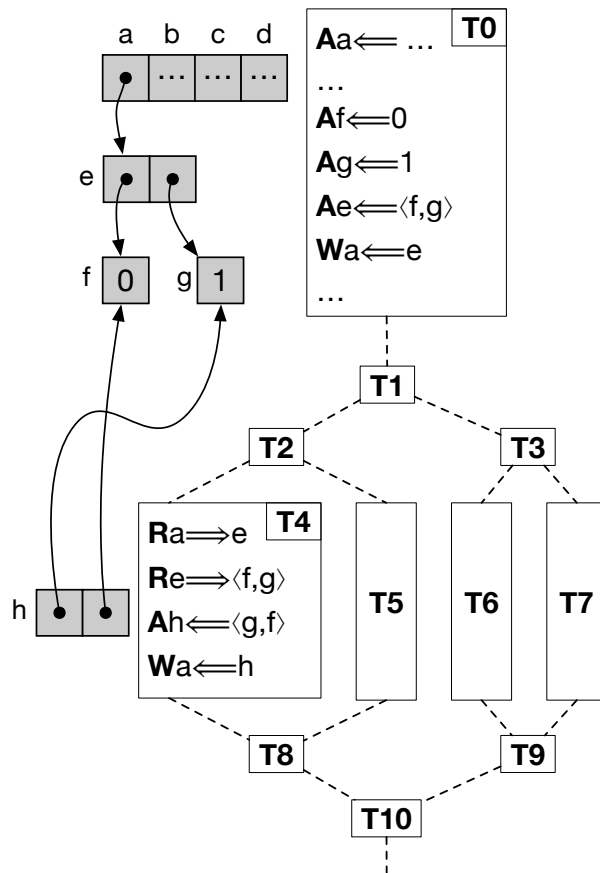 a b c d
... ... ...
e
f 0 g 1
h
T0
Aa⟸ ...
...
Af⟸0
Ag⟸1
Ae⟸⟨f,g⟩
Wa⟸e
...
T1
T2 T3
T4
Ra⟹e
Re⟹⟨f,g⟩
Ah⟸⟨g,f⟩
Wa⟸h
T5 T6 T7
T8 T9
T10